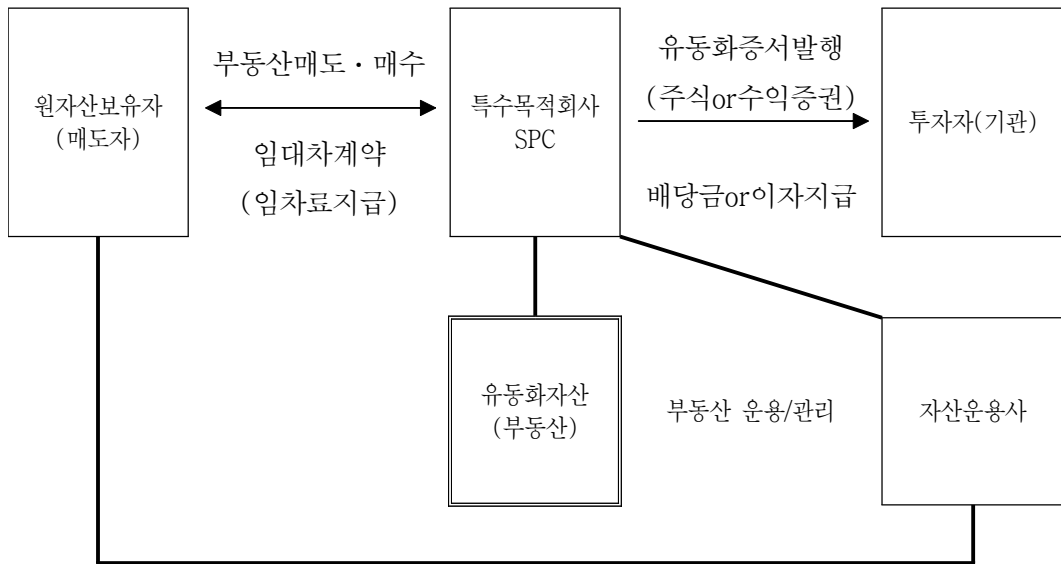 원자산보유자
(매도자)
부동산매도·매수
임대차계약
(임차료지급)
특수목적회사
SPC
유동화증서발행
(주식or수익증권)
배당금or이자지급
투자자(기관)
유동화자산
(부동산)
부동산 운용/관리
자산운용사